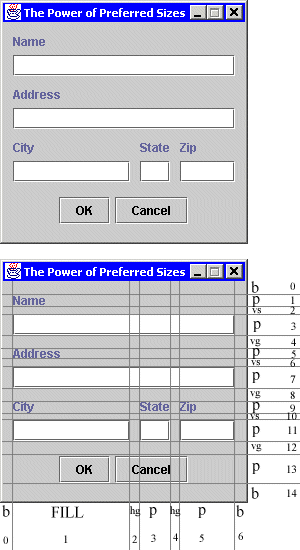 The Power of Preferred Sizes
Name
Address
City State Zip
OK Cancel
The Power of Preferred Sizes
b 0
Name p 1
vs 2
p 3
vg 4
Address p 5
vs 6
p 7
vg 8
City State Zip p 9
vs 10
p 11
vg 12
OK Cancel p 13
b 14
b FILL hg p hg p b
0 1 2 3 4 5 6